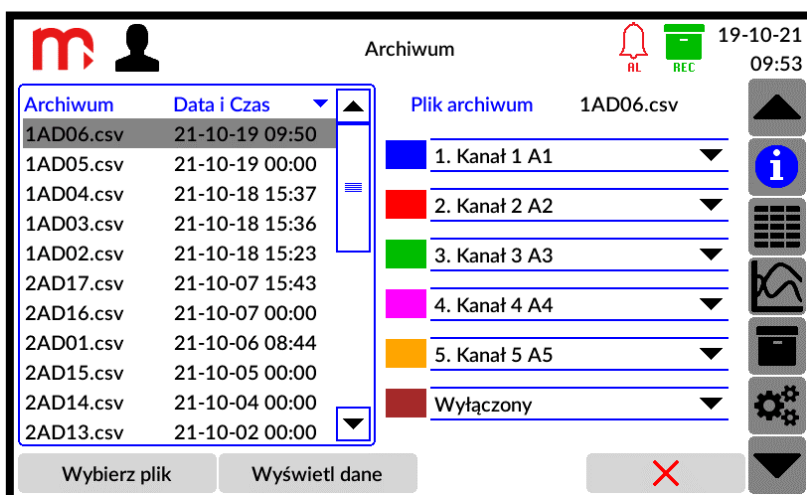 Archiwum
AL
REC
19-10-21
09:53
Archiwum Data i Czas
1AD06.csv 21-10-19 09:50
1AD05.csv 21-10-19 00:00
1AD04.csv 21-10-18 15:37
1AD03.csv 21-10-18 15:36
1AD02.csv 21-10-18 15:23
2AD17.csv 21-10-07 15:43
2AD16.csv 21-10-07 00:00
2AD01.csv 21-10-06 08:44
2AD15.csv 21-10-05 00:00
2AD14.csv 21-10-04 00:00
2AD13.csv 21-10-02 00:00
Plik archiwum 1AD06.csv
1. Kanał 1 A1
2. Kanał 2 A2
3. Kanał 3 A3
4. Kanał 4 A4
5. Kanał 5 A5
Wyłączony
Wybierz plik
Wyświetl dane